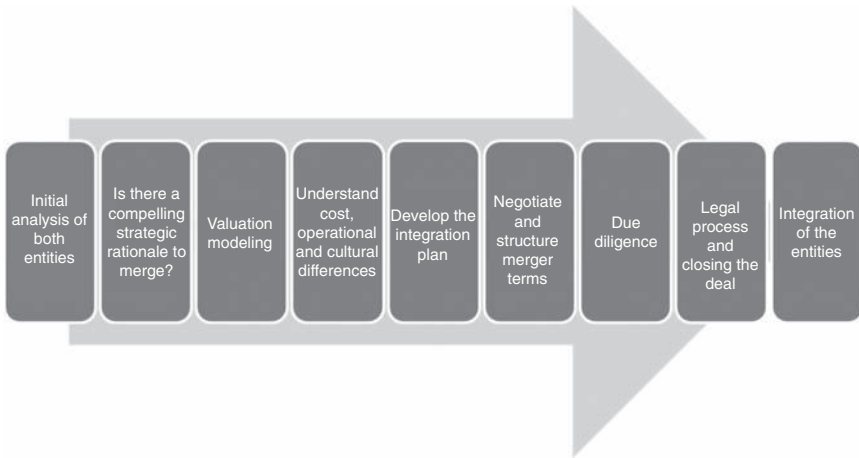 Initial
analysis of
both
entities
Is there a
compelling
strategic
rationale to
merge?
Valuation
modeling
Understand
cost,
operational
and cultural
differences
Develop the
integration
plan
Negotiate
and
structure
merger
terms
Due
diligence
Legal
process
and
closing the
deal
Integration
of the
entities